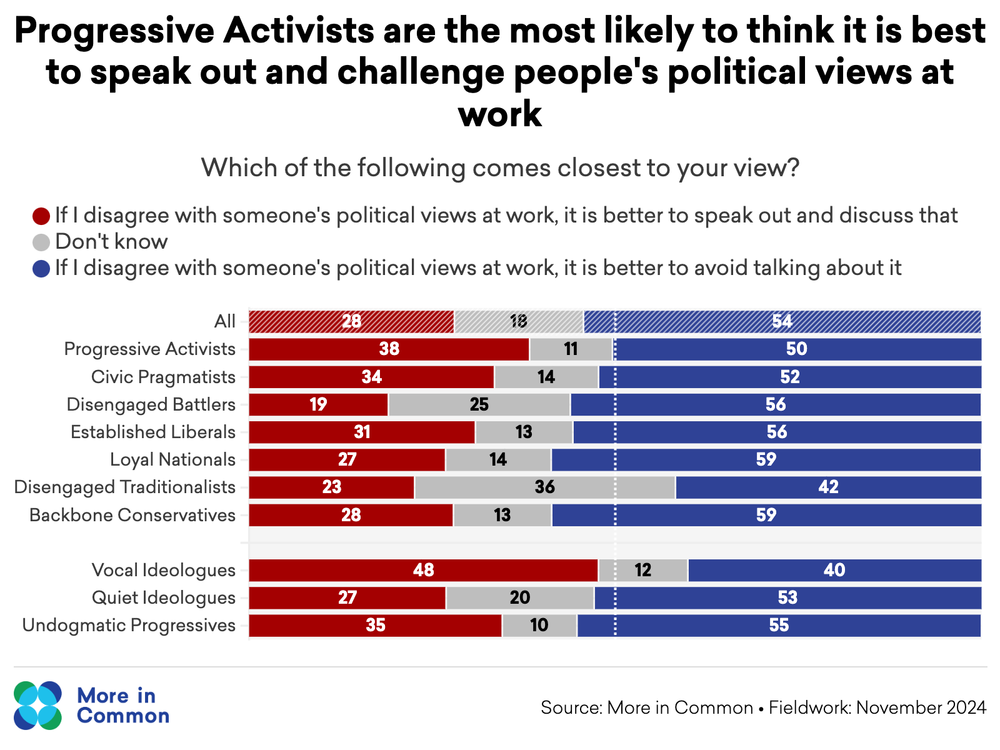 Progressive Activists are the most likely to think it is best
to speak out and challenge people's political views at
work
Which of the following comes closest to your view?
If I disagree with someone's political views at work, it is better to speak out and discuss that
Don't know
If I disagree with someone's political views at work, it is better to avoid talking about it
All 28 18 54
Progressive Activists 38 11 50
Civic Pragmatists 34 14 52
Disengaged Battlers 19 25 56
Established Liberals 31 13 56
Loyal Nationals 27 14 59
Disengaged Traditionalists 23 36 42
Backbone Conservatives 28 13 59
Vocal Ideologues 48 12 40
Quiet Ideologues 27 20 53
Undogmatic Progressives 35 10 55
More in
Common
Source: More in Common • Fieldwork: November 2024